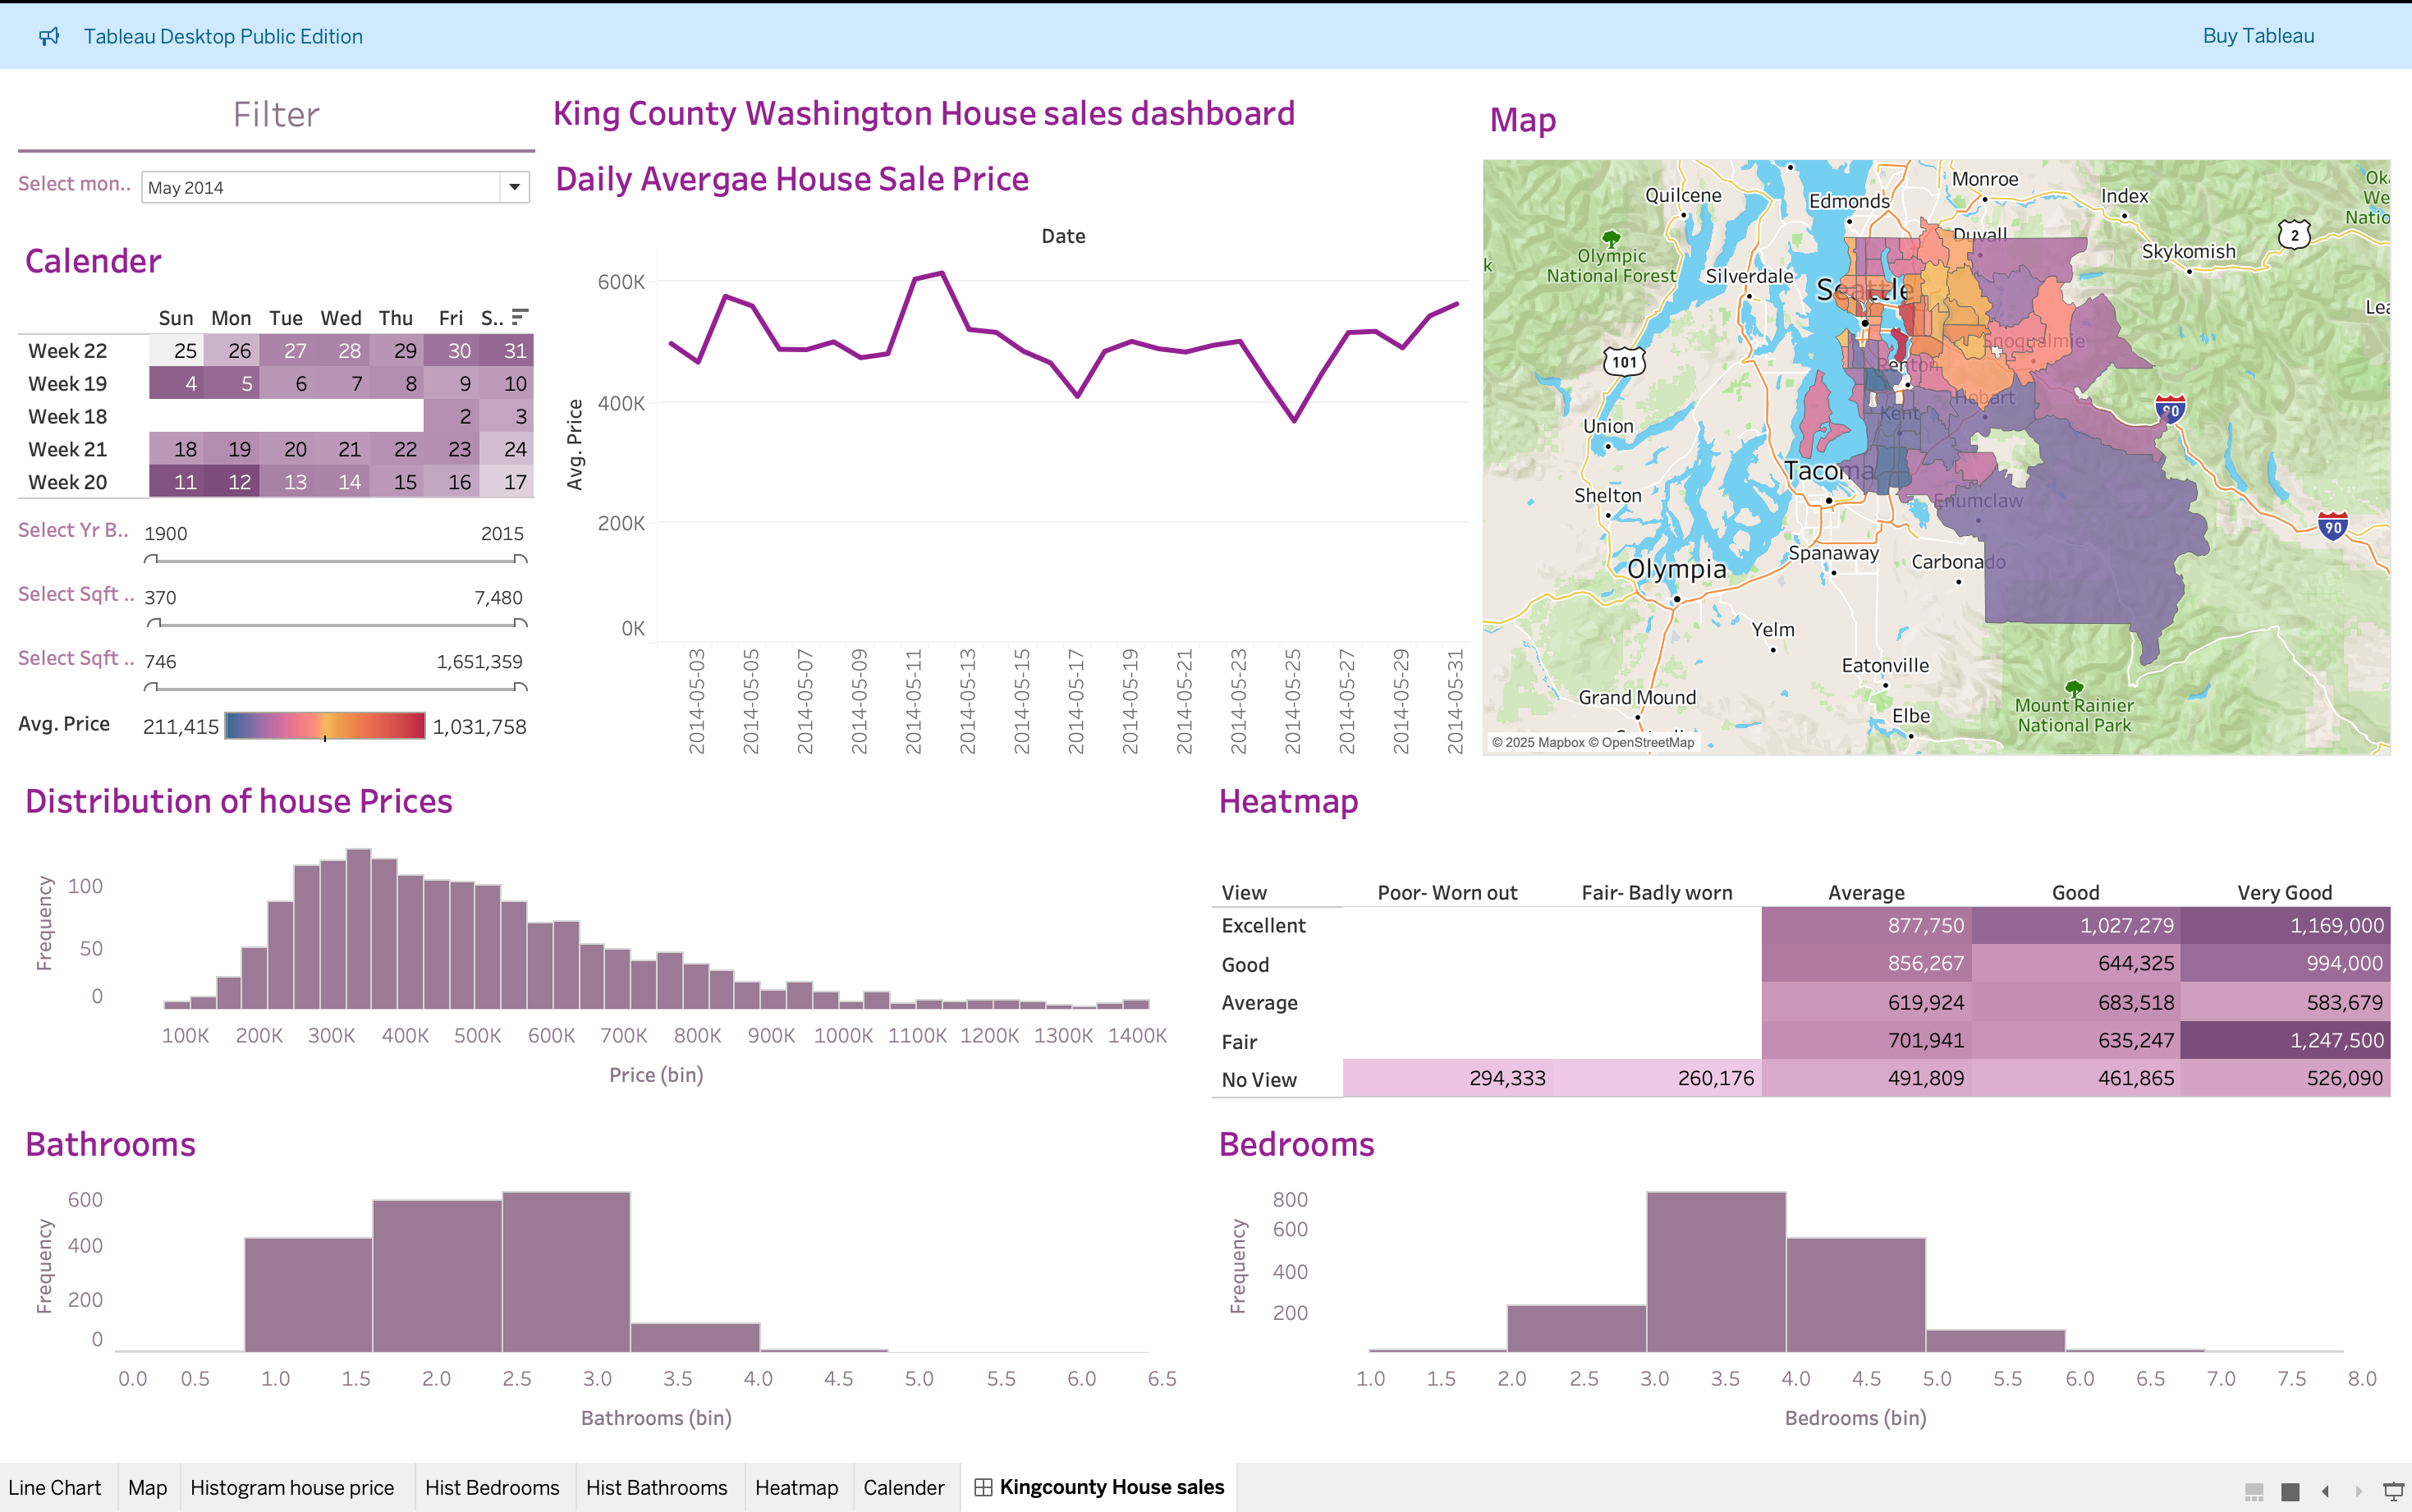 Tableau Desktop Public Edition
Buy Tableau
Filter
Select mon..
May 2014
Calender
Sun Mon Tue Wed Thu Fri S..
Week 22 25 26 27 28 29 30 31
Week 19 4 5 6 7 8 9 10
Week 18 2 3
Week 21 18 19 20 21 22 23 24
Week 20 11 12 13 14 15 16 17
Select Yr B..
1900 2015
Select Sqft ..
370 7,480
Select Sqft ..
746 1,651,359
Avg. Price
211,415 1,031,758
King County Washington House sales dashboard
Daily Avergae House Sale Price
Date
Avg. Price
600K
400K
200K
0K
2014-05-03
2014-05-05
2014-05-07
2014-05-09
2014-05-11
2014-05-13
2014-05-15
2014-05-17
2014-05-19
2014-05-21
2014-05-23
2014-05-25
2014-05-27
2014-05-29
2014-05-31
Map
Quilcene
Edmonds
Monroe
Index
Duvall
Skykomish
2
Olympic
National Forest
Silverdale
Seattle
101
Snoqualmie
Renton
Hobart
Kent
90
Union
Tacoma
Enumclaw
Shelton
90
Spanaway
Carbonado
Olympia
Yelm
Eatonville
Grand Mound
Elbe
Mount Rainier
National Park
© 2025 Mapbox © OpenStreetMap
Distribution of house Prices
Frequency
100
50
0
100K 200K 300K 400K 500K 600K 700K 800K 900K 1000K 1100K 1200K 1300K 1400K
Price (bin)
Heatmap
View Poor- Worn out Fair- Badly worn Average Good Very Good
Excellent 877,750 1,027,279 1,169,000
Good 856,267 644,325 994,000
Average 619,924 683,518 583,679
Fair 701,941 635,247 1,247,500
No View 294,333 260,176 491,809 461,865 526,090
Bathrooms
Frequency
600
400
200
0
0.0 0.5 1.0 1.5 2.0 2.5 3.0 3.5 4.0 4.5 5.0 5.5 6.0 6.5
Bathrooms (bin)
Bedrooms
Frequency
800
600
400
200
1.0 1.5 2.0 2.5 3.0 3.5 4.0 4.5 5.0 5.5 6.0 6.5 7.0 7.5 8.0
Bedrooms (bin)
Line Chart Map Histogram house price Hist Bedrooms Hist Bathrooms Heatmap Calender Kingcounty House sales